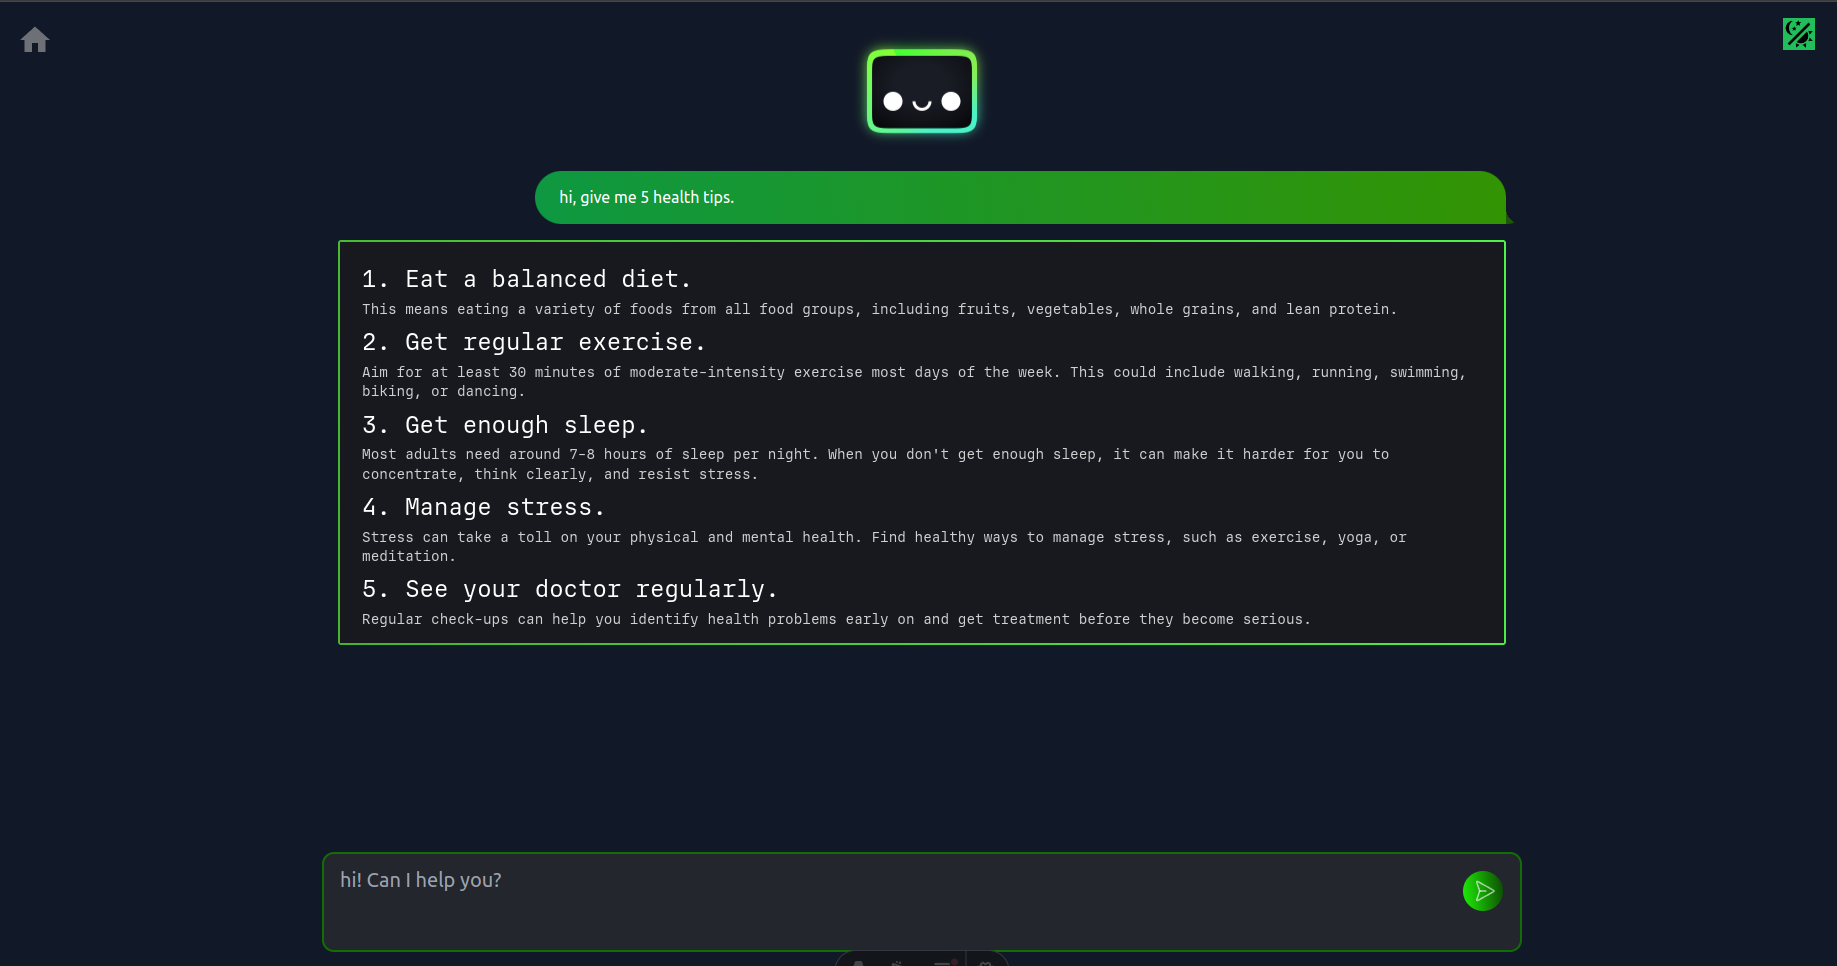 hi, give me 5 health tips.
1. Eat a balanced diet.
This means eating a variety of foods from all food groups, including fruits, vegetables, whole grains, and lean protein.
2. Get regular exercise.
Aim for at least 30 minutes of moderate-intensity exercise most days of the week. This could include walking, running, swimming,
biking, or dancing.
3. Get enough sleep.
Most adults need around 7-8 hours of sleep per night. When you don't get enough sleep, it can make it harder for you to
concentrate, think clearly, and resist stress.
4. Manage stress.
Stress can take a toll on your physical and mental health. Find healthy ways to manage stress, such as exercise, yoga, or
meditation.
5. See your doctor regularly.
Regular check-ups can help you identify health problems early on and get treatment before they become serious.
hi! Can I help you?